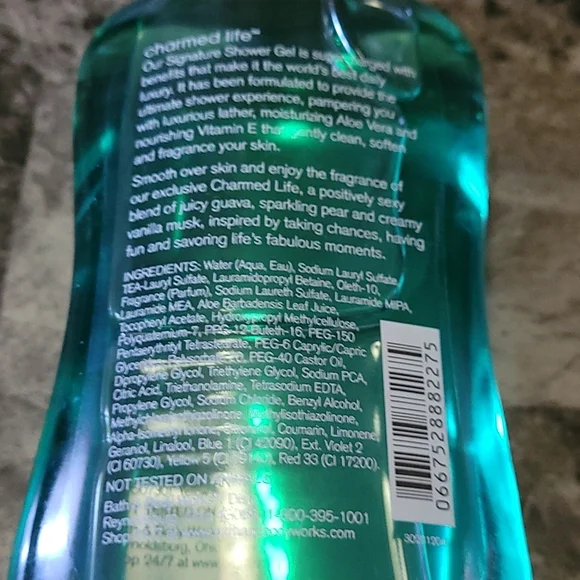 charmed life™
Our Signature Shower Gel is supercharged with
benefits that make it the world's best daily
luxury. It has been formulated to provide the
ultimate shower experience, pampering you
with luxurious lather, moisturizing Aloe Vera and
nourishing Vitamin E that gently clean, soften
and fragrance your skin.
Smooth over skin and enjoy the fragrance of
our exclusive Charmed Life, a positively sexy
blend of juicy guava, sparkling pear and creamy
vanilla musk, inspired by taking chances, having
fun and savoring life's fabulous moments.
INGREDIENTS: Water (Aqua, Eau), Sodium Lauryl Sulfate,
TEA-Lauryl Sulfate, Lauramidopropyl Betaine, Oleth-10,
Fragrance (Parfum), Sodium Laureth Sulfate, Lauramide MIPA,
Lauramide MEA, Aloe Barbadensis Leaf Juice,
Tocopheryl Acetate, Hydroxypropyl Methylcellulose,
Polyquaternium-7, PPG-12-Buteth-16, PEG-150
Pentaerythrityl Tetrastearate, PEG-6 Caprylic/Capric
PEG-40 Castor Oil,
Dipropylene Glycol, Triethylene Glycol, Sodium PCA,
Citric Acid, Triethanolamine, Tetrasodium EDTA,
Propylene Glycol, Sodium Chloride, Benzyl Alcohol,
Methylisothiazolinone,
Coumarin, Limonene,
Geraniol, Linalool, Blue 1 (CI 42090), Ext. Violet 2
(CI 60730), Yellow 5 Red 33 (CI 17200).
NOT TESTED ON ANIMALS
Bath
1-800-395-1001
Shop
0667528882275